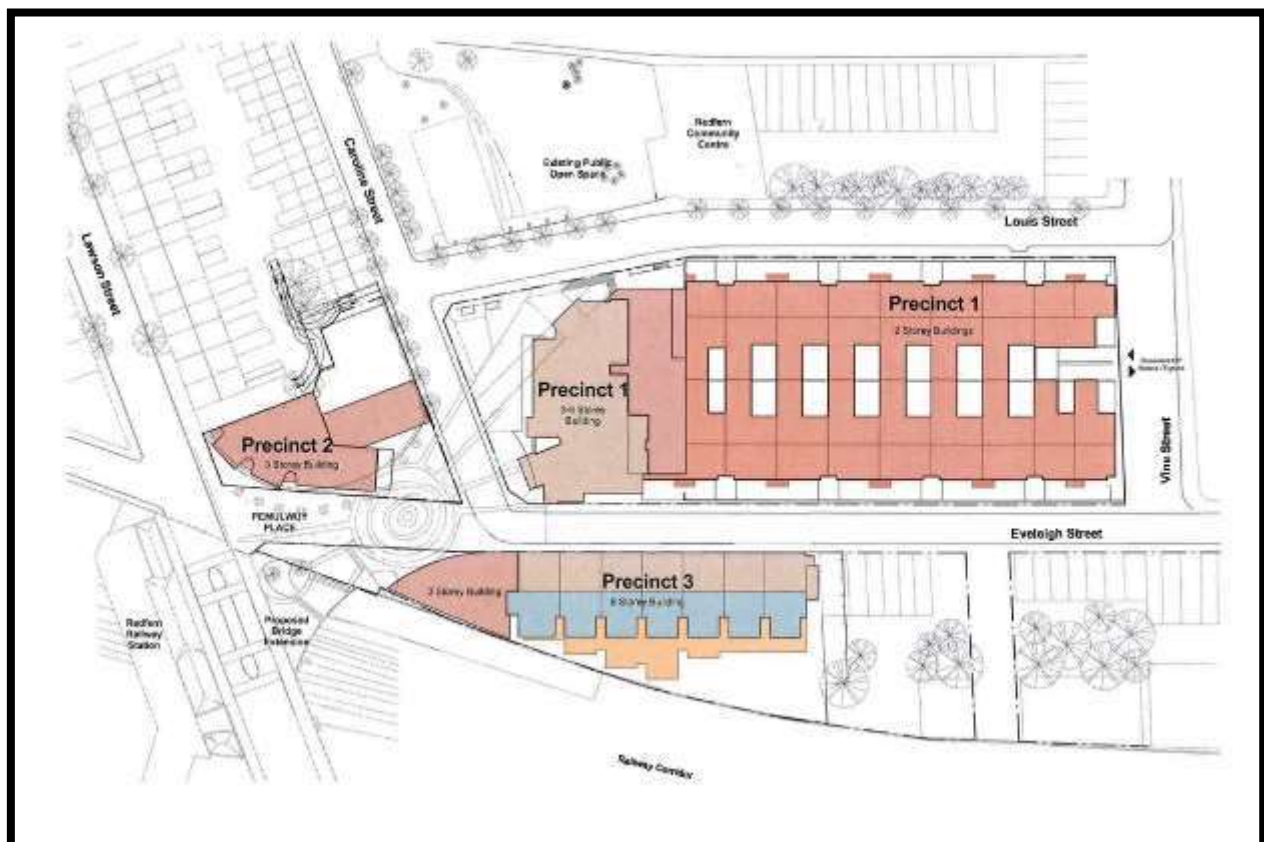 Redfern
Community
Centre
Existing Public
Open Space
Caroline Street
Lawson Street
Louis Street
Precinct 1
2 Storey Buildings
Precinct 1
Storey
Building
Precinct 2
3 Storey Building
Vine Street
PEMULWUY
PLACE
Eveleigh Street
Precinct 3
Storey Building
Storey Building
Redfern
Railway
Station
Proposed
Bridge
Extension
Railway Corridor